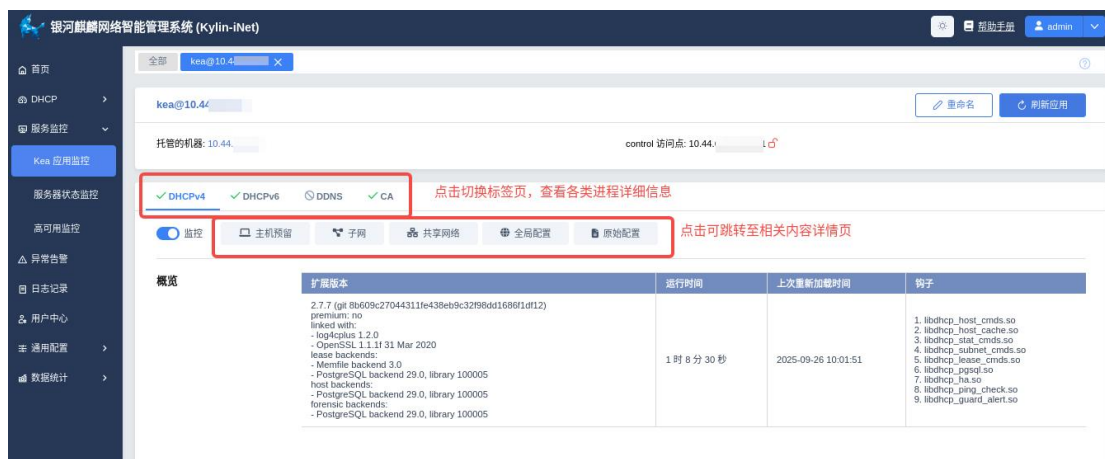 银河麒麟网络智能管理系统 (Kylin-iNet)
帮助手册
admin
首页
DHCP
服务监控
Kea 应用监控
服务器状态监控
高可用监控
异常告警
日志记录
用户中心
通用配置
数据统计
全部
kea@10.4
kea@10.44
重命名
刷新应用
托管的机器: 10.44.
control 访问点: 10.44.
DHCPv4
DHCPv6
DDNS
CA
点击切换标签页，查看各类进程详细信息
监控
主机预留
子网
共享网络
全局配置
原始配置
点击可跳转至相关内容详情页
概览
扩展版本
运行时间
上次重新加载时间
钩子
2.7.7 (git 8b609c27044311fe438eb9c32f98dd1686f1df12)
premium: no
linked with:
- log4cplus 1.2.0
- OpenSSL 1.1.1f 31 Mar 2020
lease backends:
- Memfile backend 3.0
- PostgreSQL backend 29.0, library 100005
host backends:
- PostgreSQL backend 29.0, library 100005
forensic backends:
- PostgreSQL backend 29.0, library 100005
1 时 8 分 30 秒
2025-09-26 10:01:51
1. libdhcp_host_cmds.so
2. libdhcp_host_cache.so
3. libdhcp_stat_cmds.so
4. libdhcp_subnet_cmds.so
5. libdhcp_lease_cmds.so
6. libdhcp_pgsql.so
7. libdhcp_ha.so
8. libdhcp_ping_check.so
9. libdhcp_guard_alert.so